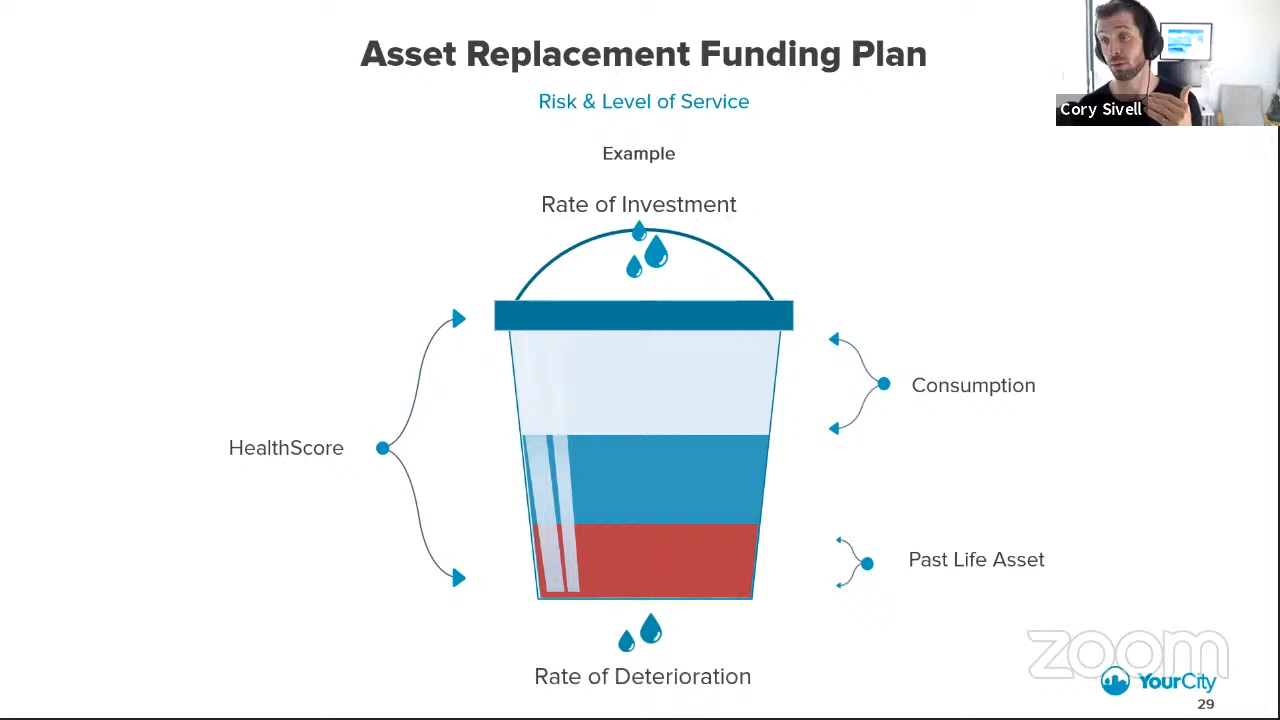 Asset Replacement Funding Plan
Cory Sivell
Risk & Level of Service
Example
Rate of Investment
Consumption
HealthScore
Past Life Asset
Rate of Deterioration
zoom
YourCity
29